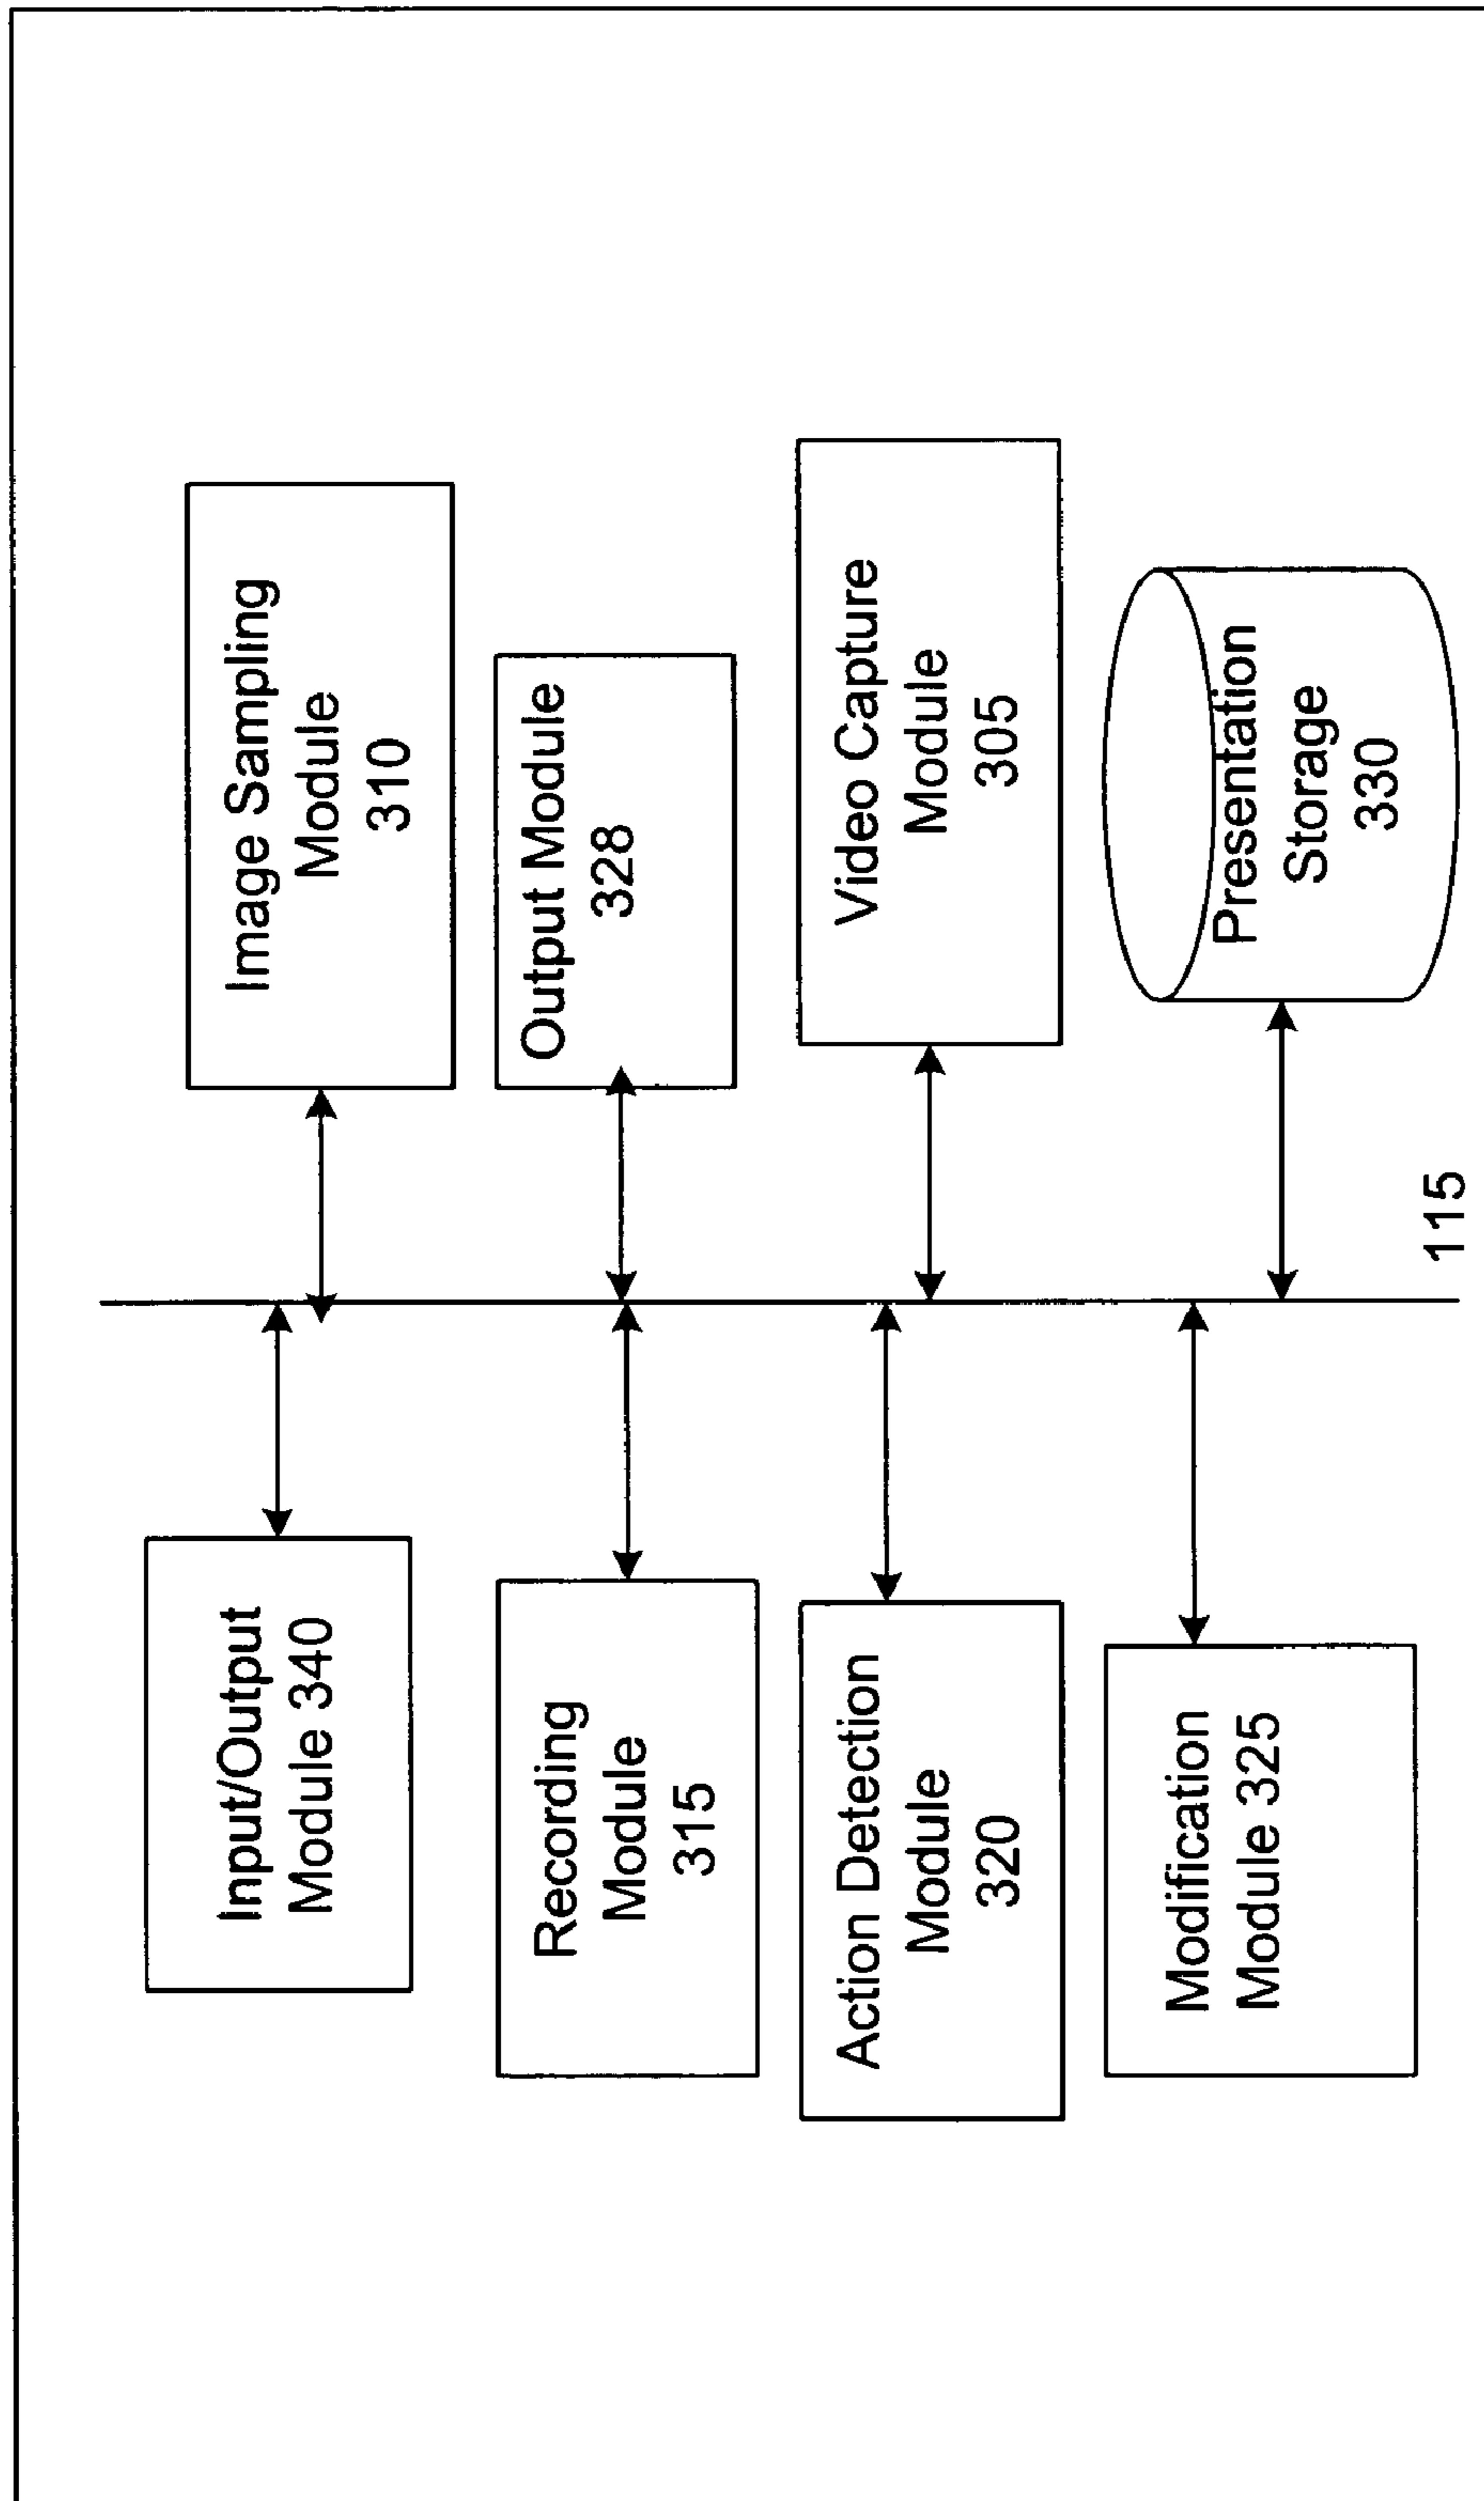 Input/Output
Module 340
Image Sampling
Module
310
Recording
Module
315
Output Module
328
Action Detection
Module
320
Video Capture
Module
305
Modification
Module 325
Presentation
Storage
330
115